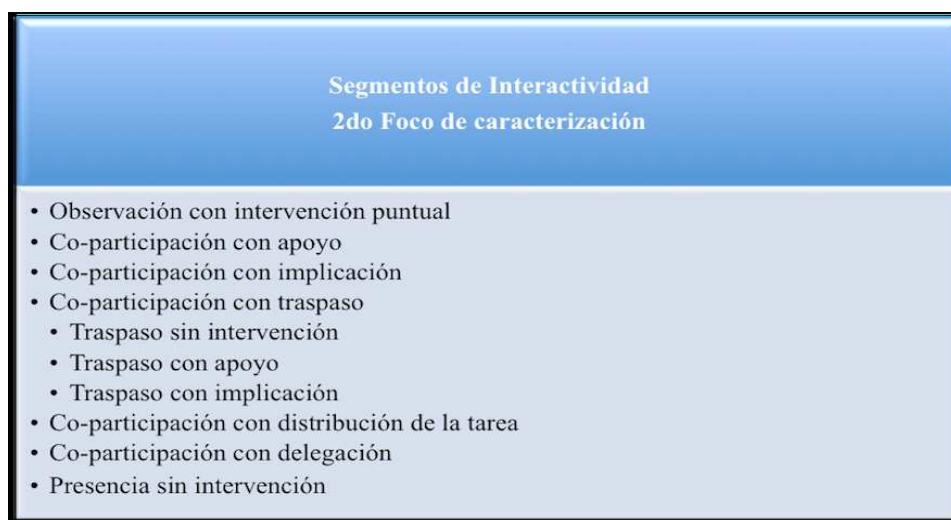 Segmentos de Interactividad
2do Foco de caracterización
• Observación con intervención puntual
• Co-participación con apoyo
• Co-participación con implicación
• Co-participación con traspaso
• Traspaso sin intervención
• Traspaso con apoyo
• Traspaso con implicación
• Co-participación con distribución de la tarea
• Co-participación con delegación
• Presencia sin intervención